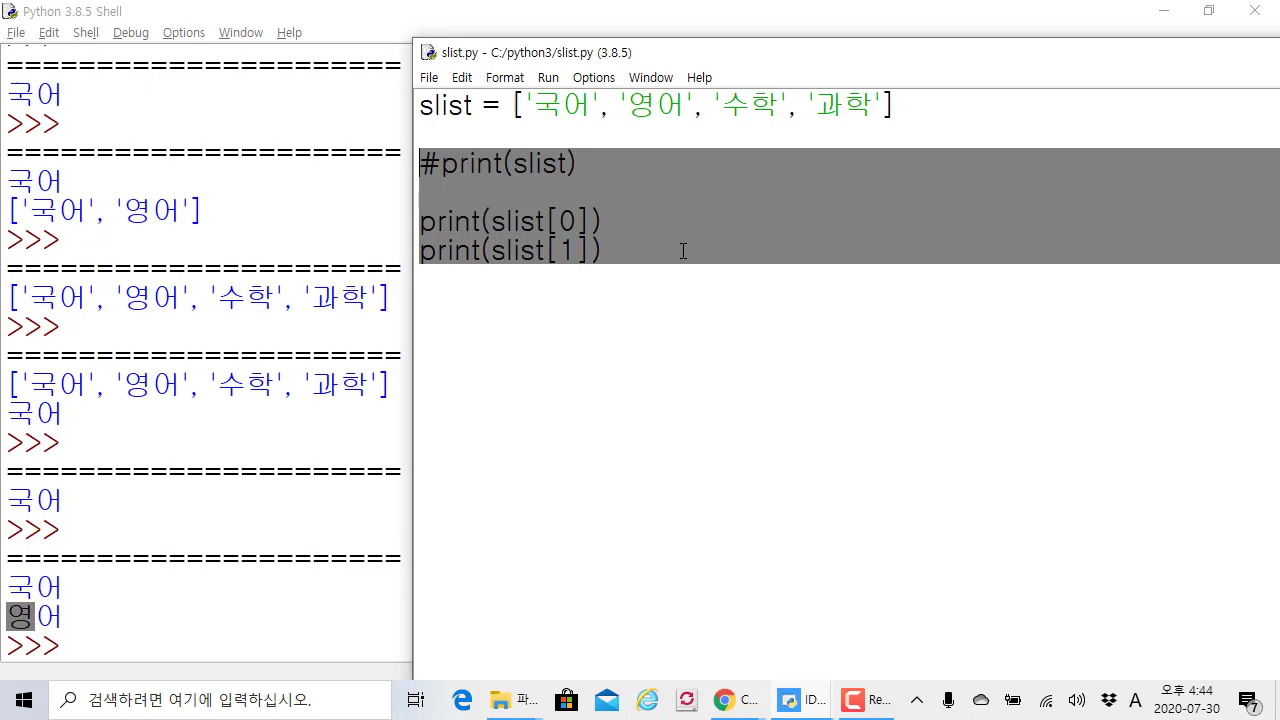 Python 3.8.5 Shell
File Edit Shell Debug Options Window Help
======================
국어
>>>
======================
국어
['국어', '영어']
>>>
======================
['국어', '영어', '수학', '과학']
>>>
======================
['국어', '영어', '수학', '과학']
국어
>>>
======================
국어
>>>
======================
국어
영어
>>>
slist.py - C:/python3/slist.py (3.8.5)
File Edit Format Run Options Window Help
slist = ['국어', '영어', '수학', '과학']
#print(slist)
print(slist[0])
print(slist[1])
검색하려면 여기에 입력하십시오.
파...
C...
ID...
Re...
A
오후 4:44
2020-07-30
7